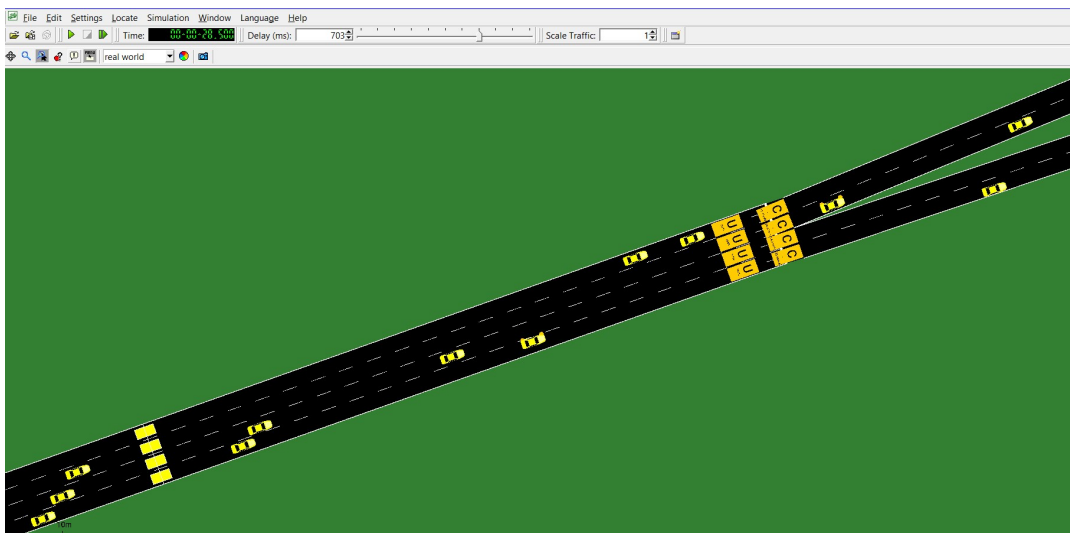 File Edit Settings Locate Simulation Window Language Help
Time: 00-00-28.500 Delay (ms): 703 Scale Traffic: 1
real world
U C
U C
U C
U C
10m